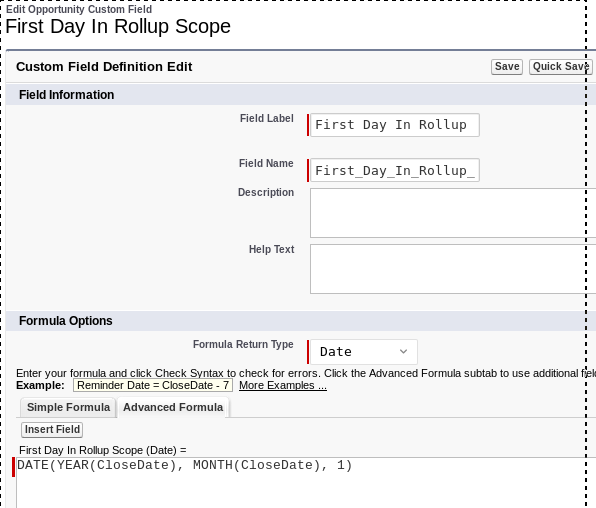 Edit Opportunity Custom Field
First Day In Rollup Scope
Custom Field Definition Edit
Save
Quick Save
Field Information
Field Label
First Day In Rollup
Field Name
First_Day_In_Rollup_
Description
Help Text
Formula Options
Formula Return Type
Date
Enter your formula and click Check Syntax to check for errors. Click the Advanced Formula subtab to use additional
Example: Reminder Date = CloseDate - 7 More Examples ...
Simple Formula
Advanced Formula
Insert Field
First Day In Rollup Scope (Date) =
DATE(YEAR(CloseDate), MONTH(CloseDate), 1)